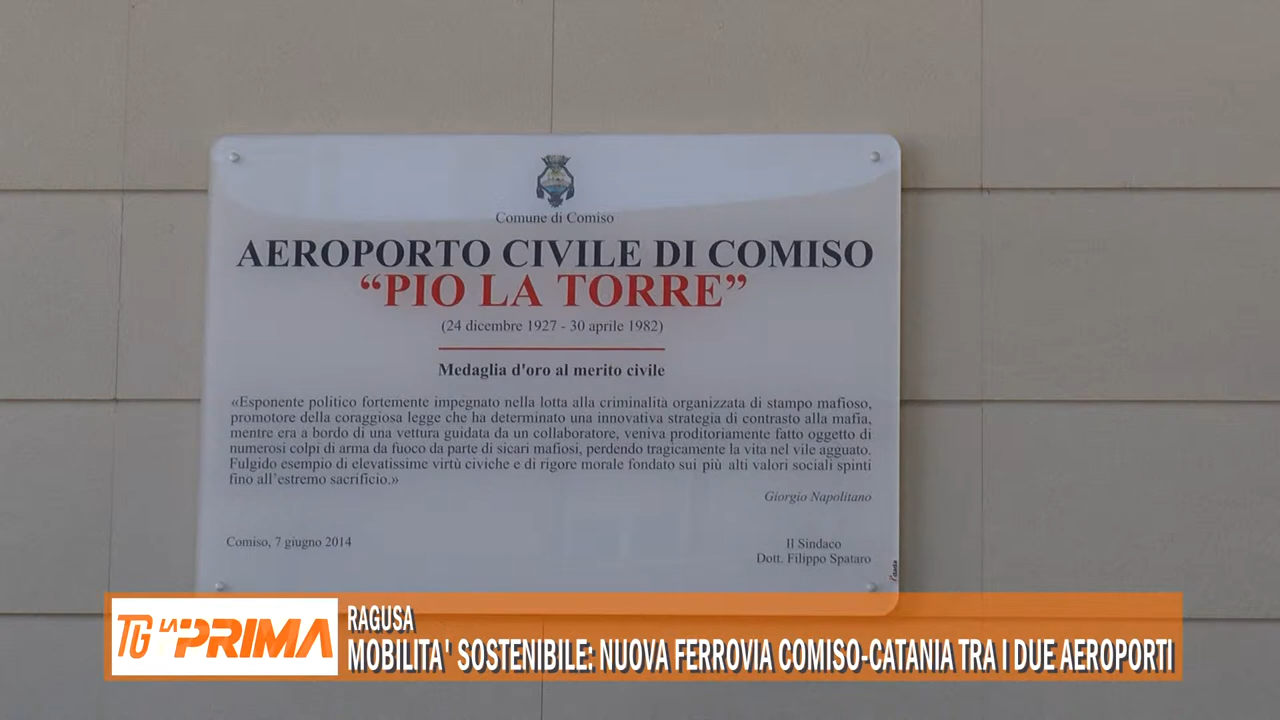 Comune di Comiso
AEROPORTO CIVILE DI COMISO
“PIO LA TORRE”
(24 dicembre 1927 - 30 aprile 1982)
Medaglia d'oro al merito civile
«Esponente politico fortemente impegnato nella lotta alla criminalità organizzata di stampo mafioso,
promotore della coraggiosa legge che ha determinato una innovativa strategia di contrasto alla mafia,
mentre era a bordo di una vettura guidata da un collaboratore, veniva proditoriamente fatto oggetto di
numerosi colpi di arma da fuoco da parte di sicari mafiosi, perdendo tragicamente la vita nel vile agguato.
Fulgido esempio di elevatissime virtù civiche e di rigore morale fondato sui più alti valori sociali spinti
fino all’estremo sacrificio.»
Giorgio Napolitano
Comiso, 7 giugno 2014
Il Sindaco
Dott. Filippo Spataro
TG LA PRIMA
RAGUSA
MOBILITA' SOSTENIBILE: NUOVA FERROVIA COMISO-CATANIA TRA I DUE AEROPORTI